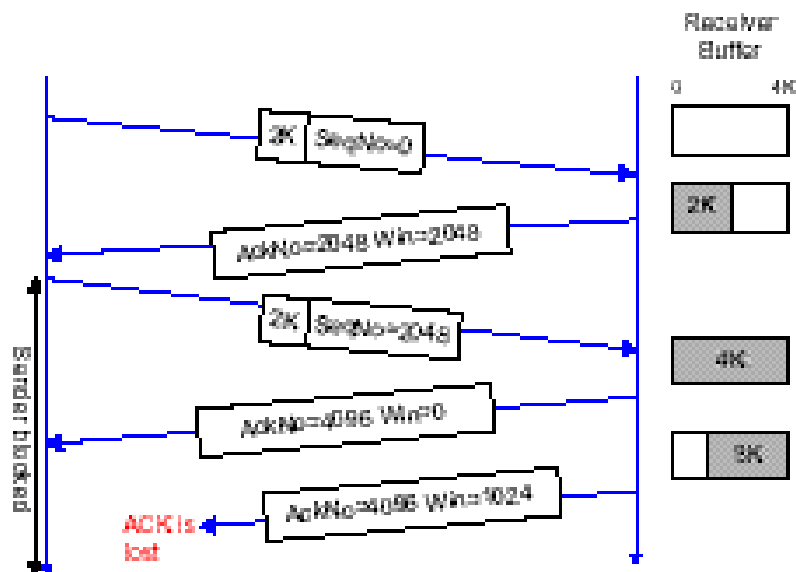 Receiver
Buffer
0 4K
2K SeqNo=0
2K
AckNo=2048 Win=2048
2K SeqNo=2048
4K
Sender blocked
AckNo=4096 Win=0
3K
AckNo=4096 Win=1024
ACK is
lost